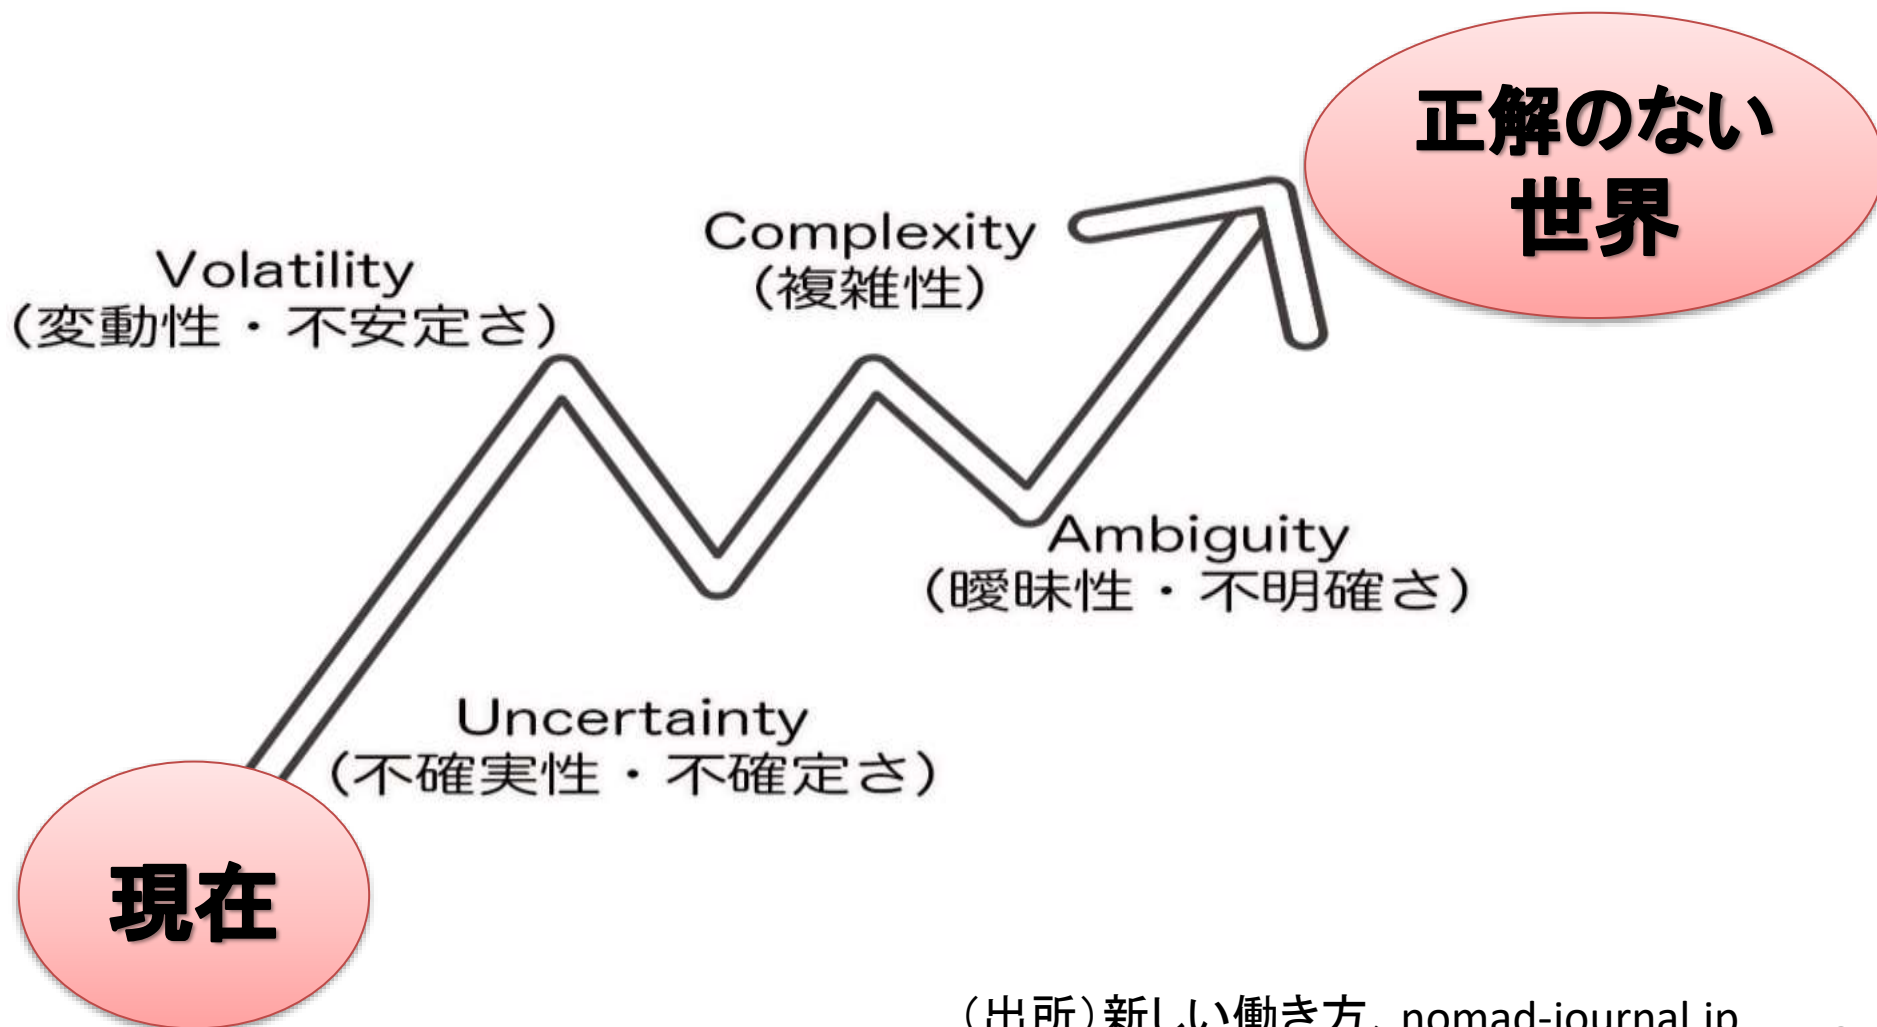 正解のない
世界
Complexity
（複雑性）
Volatility
（変動性・不安定さ）
Ambiguity
（曖昧性・不明確さ）
Uncertainty
（不確実性・不確定さ）
現在
（出所）新しい働き方, nomad-journal.jp